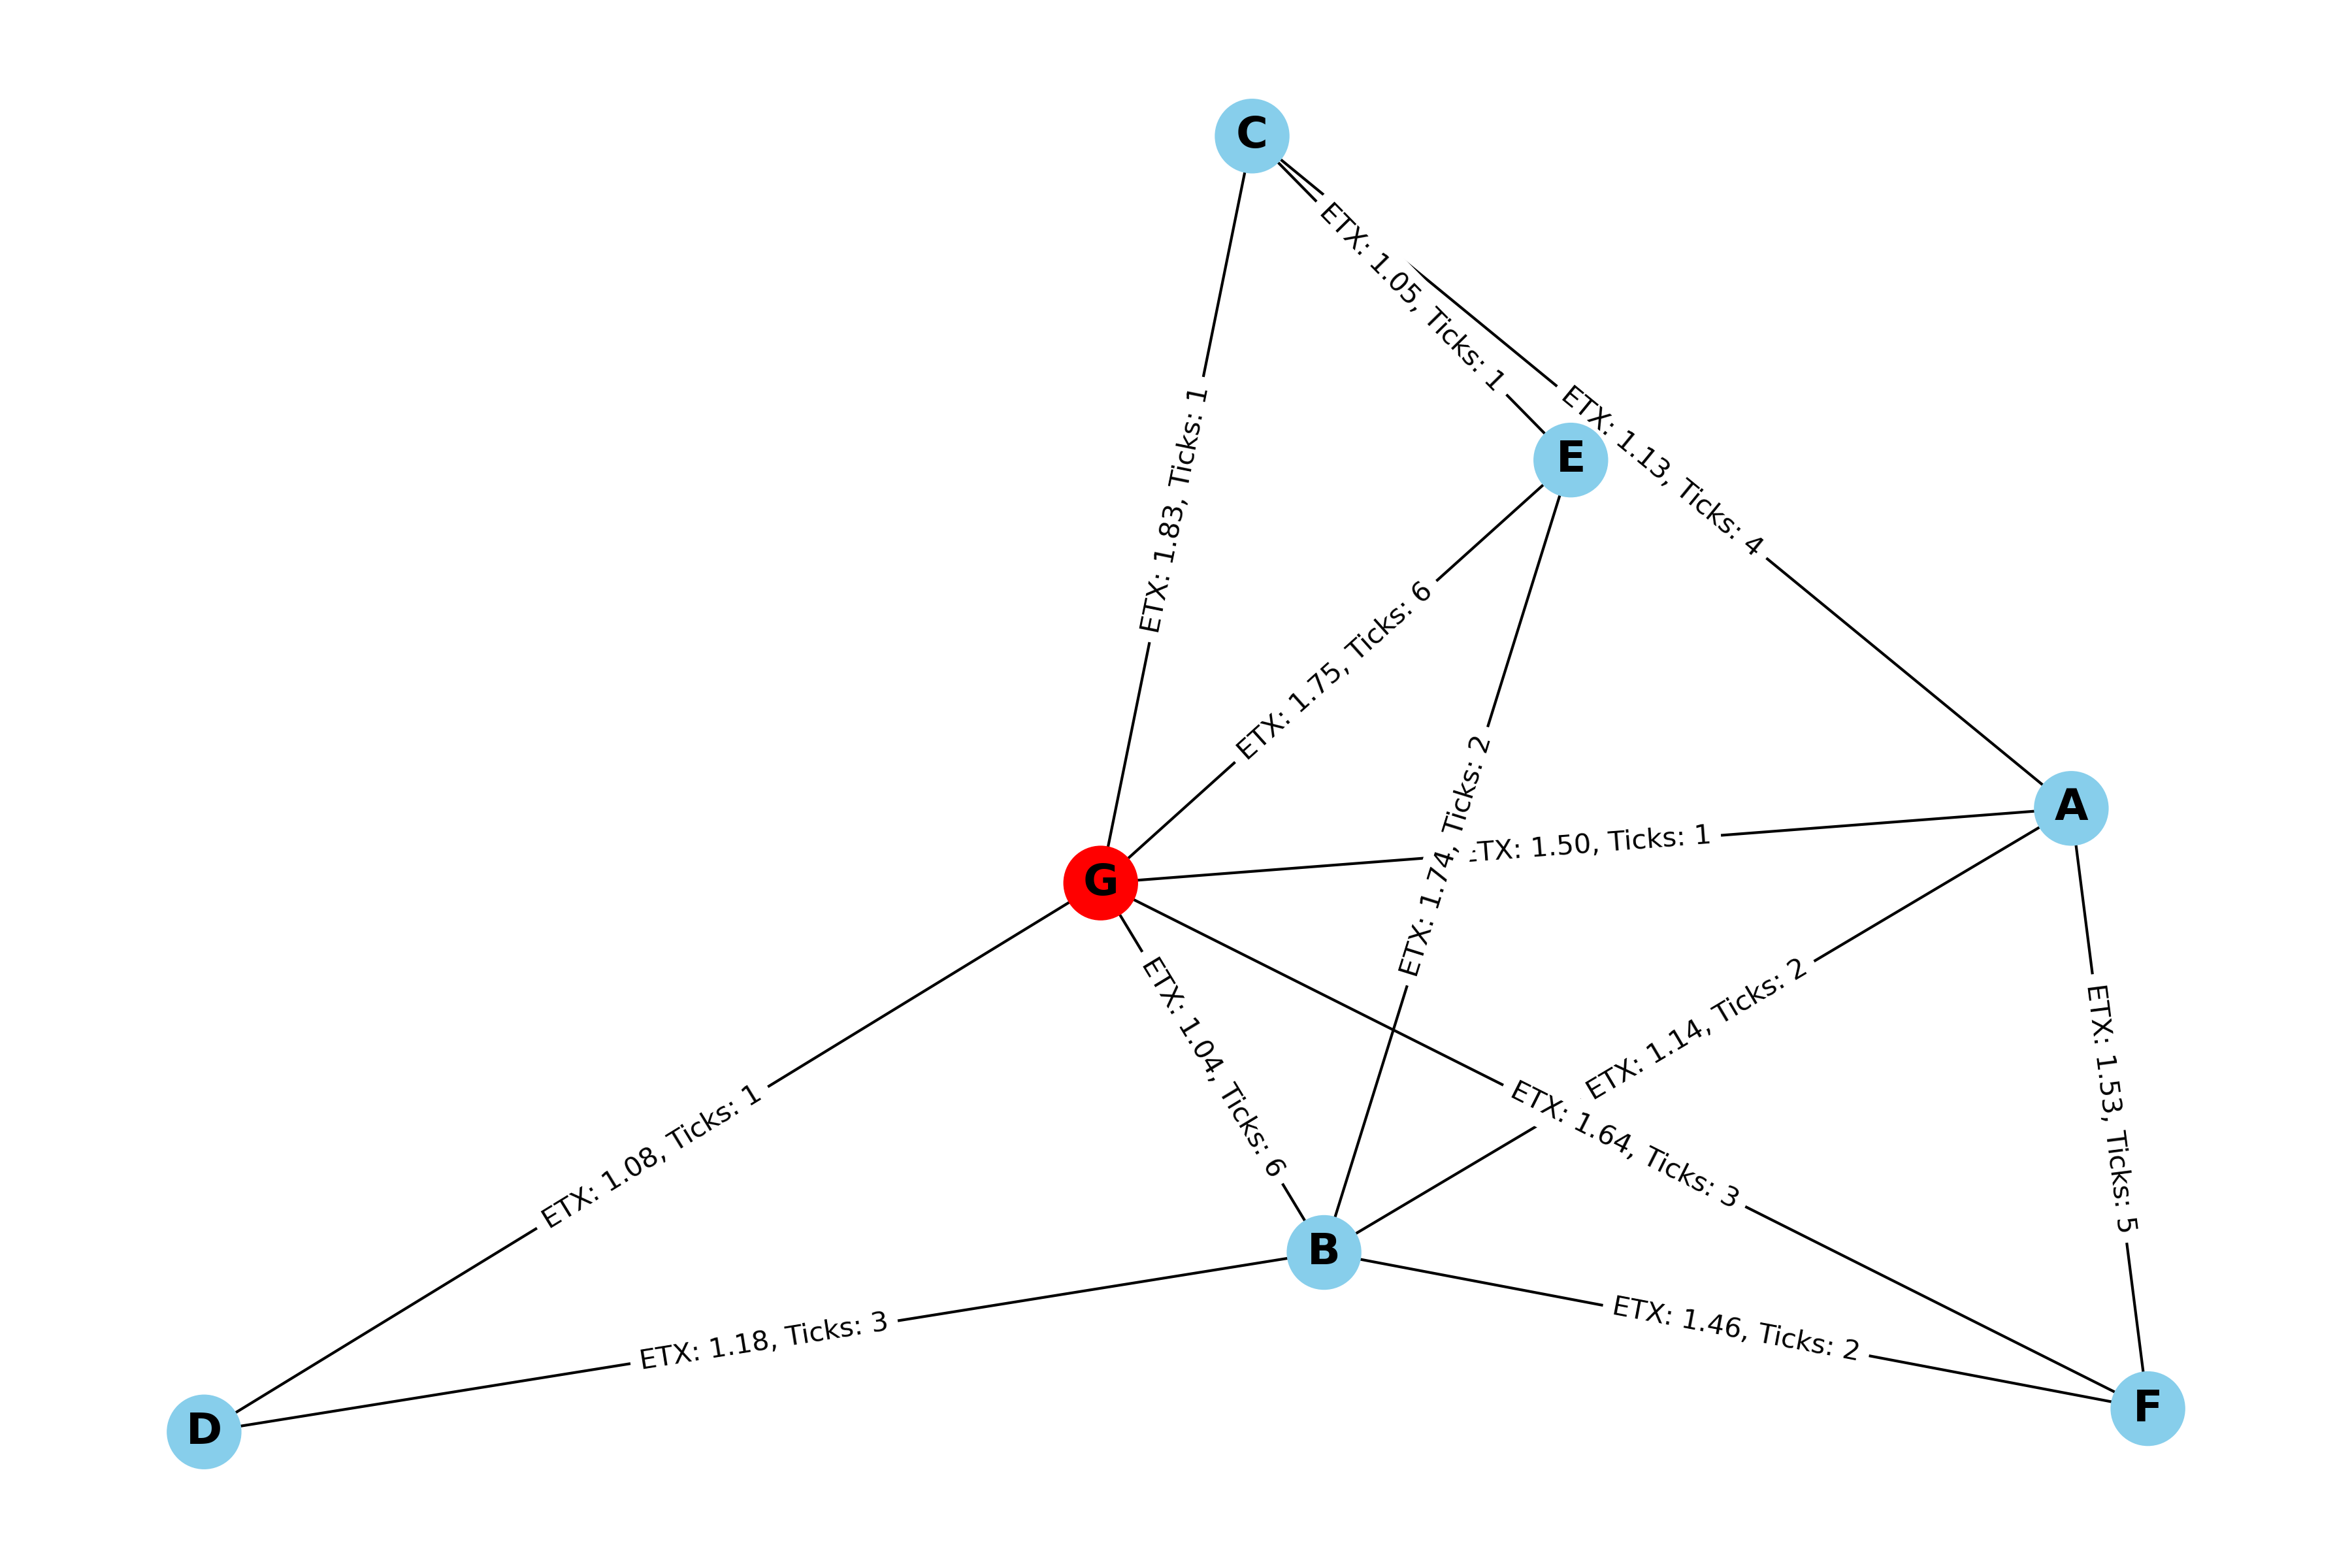 C
ETX: 1.05, Ticks: 1
ETX: 1.13, Ticks: 4
ETX: 1.83, Ticks: 1
E
ETX: 1.75, Ticks: 6
ETX: 1.74, Ticks: 2
A
TX: 1.50, Ticks: 1
G
ETX: 1.14, Ticks: 2
ETX: 1.04, Ticks: 6
ETX: 1.53, Ticks: 5
ETX: 1.64, Ticks: 3
ETX: 1.08, Ticks: 1
B
ETX: 1.18, Ticks: 3
ETX: 1.46, Ticks: 2
F
D